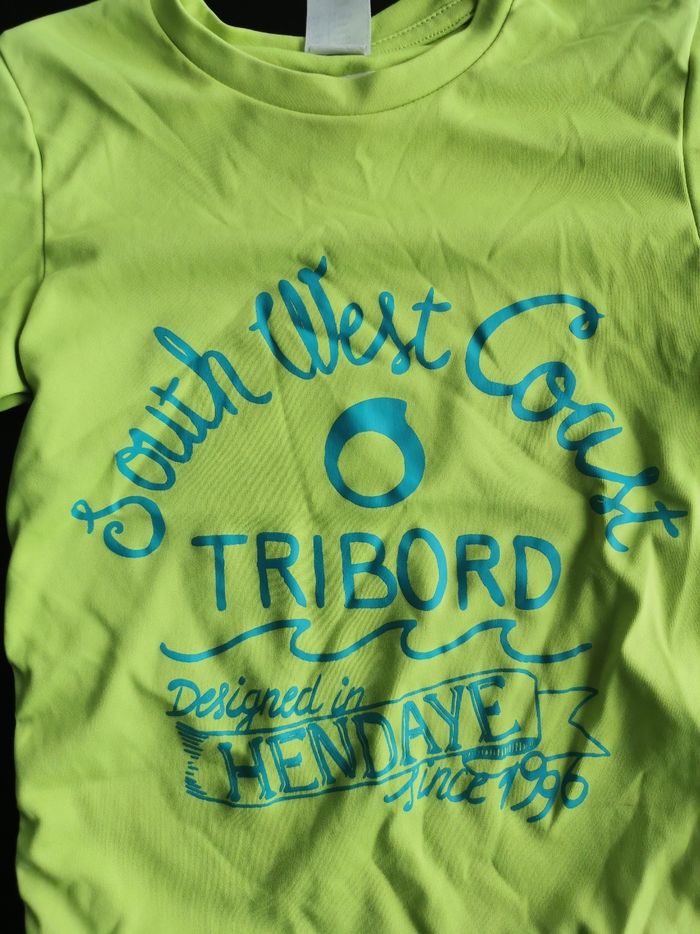 South West Coast
TRIBORD
Designed in
HENDAYE
since 1996